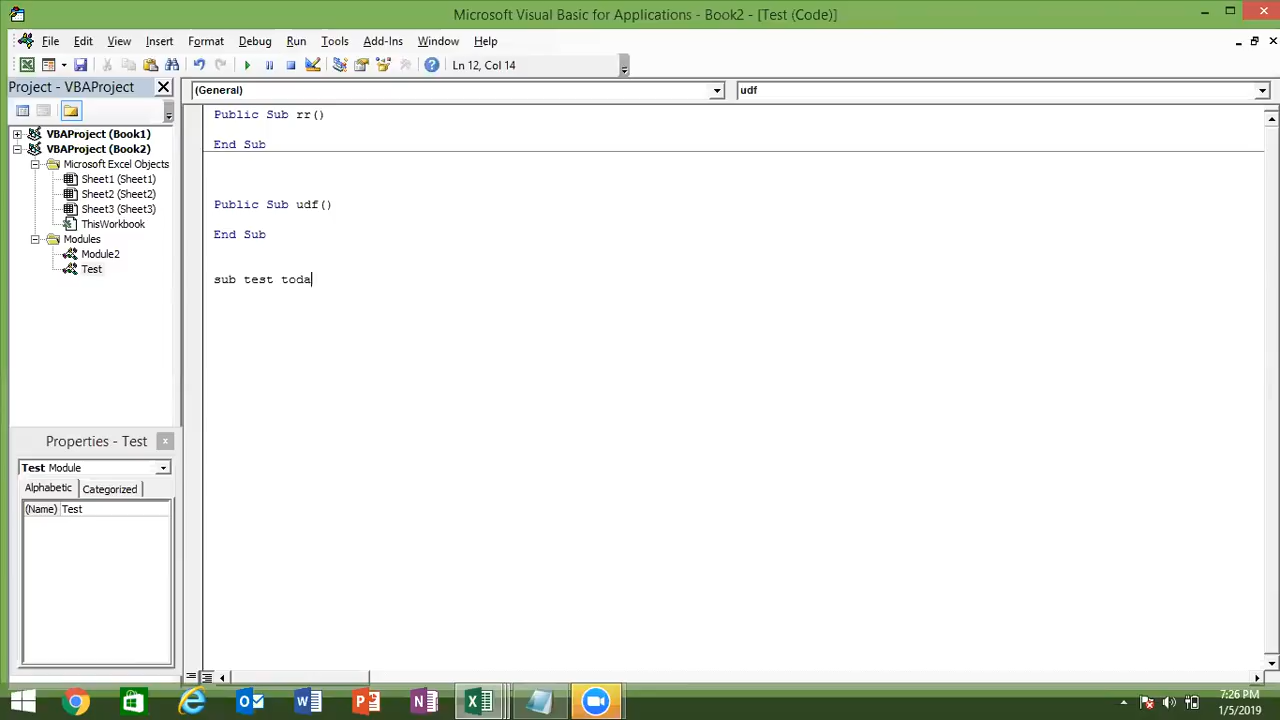 Microsoft Visual Basic for Applications - Book2 - [Test (Code)]
File Edit View Insert Format Debug Run Tools Add-Ins Window Help
Ln 12, Col 14
Project - VBAProject
(General)
udf
VBAProject (Book1)
VBAProject (Book2)
Microsoft Excel Objects
Sheet1 (Sheet1)
Sheet2 (Sheet2)
Sheet3 (Sheet3)
ThisWorkbook
Modules
Module2
Test
Public Sub rr()
End Sub
Public Sub udf()
End Sub
sub test toda
Properties - Test
Test Module
Alphabetic Categorized
(Name) Test
7:26 PM
1/5/2019